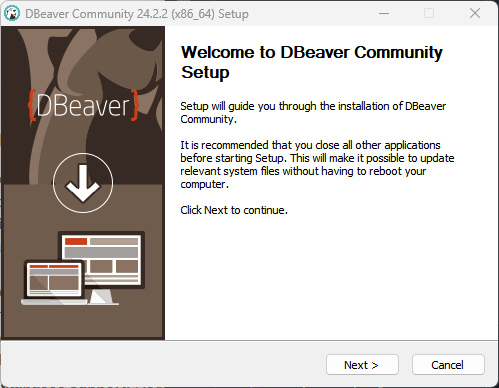 DBeaver Community 24.2.2 (x86_64) Setup
{DBeaver}
Welcome to DBeaver Community
Setup
Setup will guide you through the installation of DBeaver
Community.
It is recommended that you close all other applications
before starting Setup. This will make it possible to update
relevant system files without having to reboot your
computer.
Click Next to continue.
Next >
Cancel